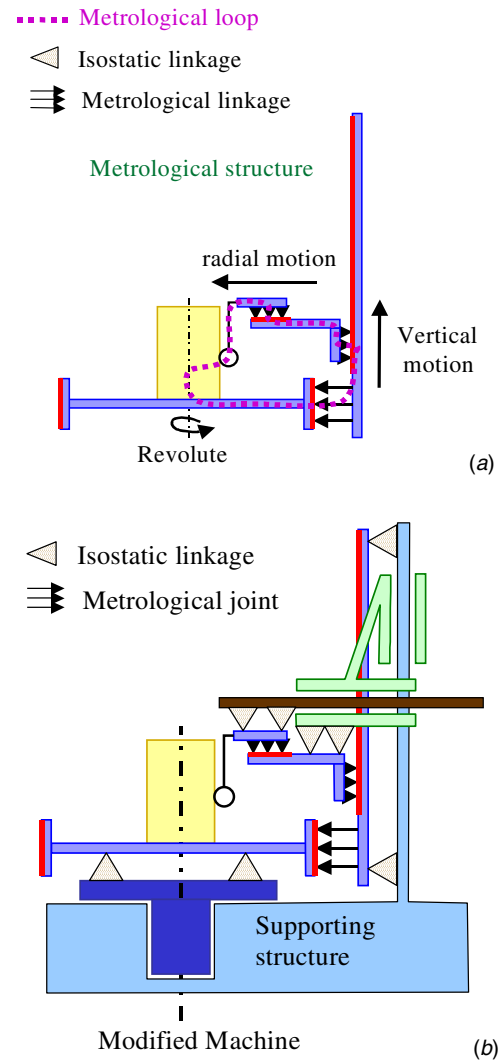 Metrological loop
Isostatic linkage
Metrological linkage
Metrological structure
radial motion
Vertical
motion
Revolute
(a)
Isostatic linkage
Metrological joint
Supporting
structure
Modified Machine
(b)